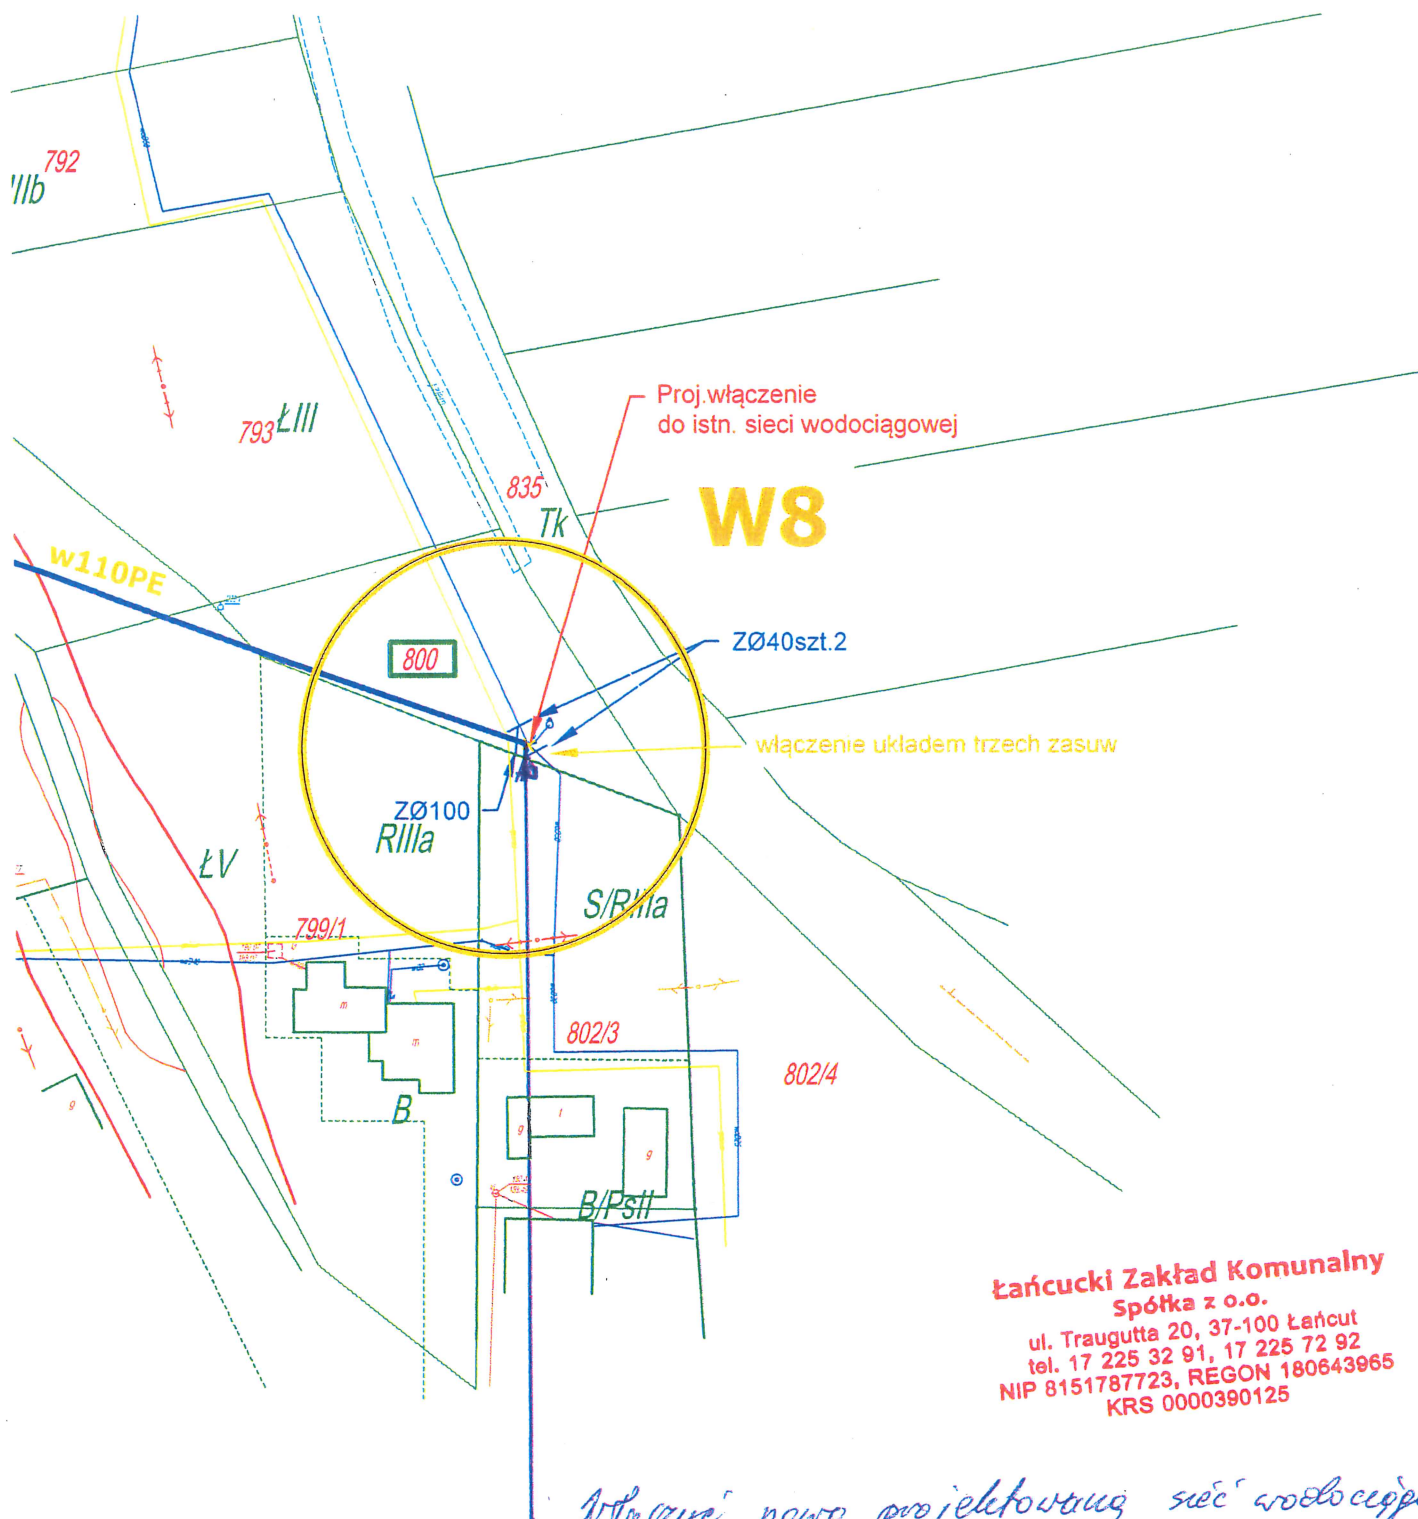 792
IIIb
793 ŁIII
Proj.włączenie
do istn. sieci wodociągowej
835
Tk
W8
w110PE
800
ZØ40szt.2
włączenie układem trzech zasuw
ZØ100
RIIIa
ŁV
S/RIIIa
799/1
m
m
802/3
802/4
B
g
g
t
g
B/PsII
Łańcucki Zakład Komunalny
Spółka z o.o.
ul. Traugutta 20, 37-100 Łańcut
tel. 17 225 32 91, 17 225 72 92
NIP 8151787723, REGON 180643965
KRS 0000390125
nowo projektowaną sieć